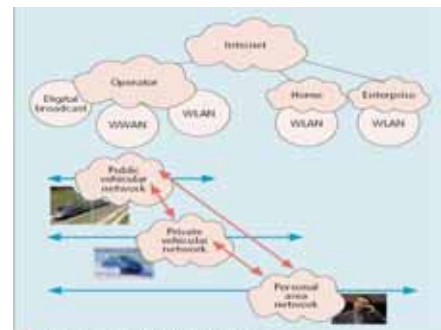 Internet
Operator
Digital
broadcast
WWAN
WLAN
Home
WLAN
Enterprise
WLAN
Public
vehicular
network
Private
vehicular
network
Personal
area
network